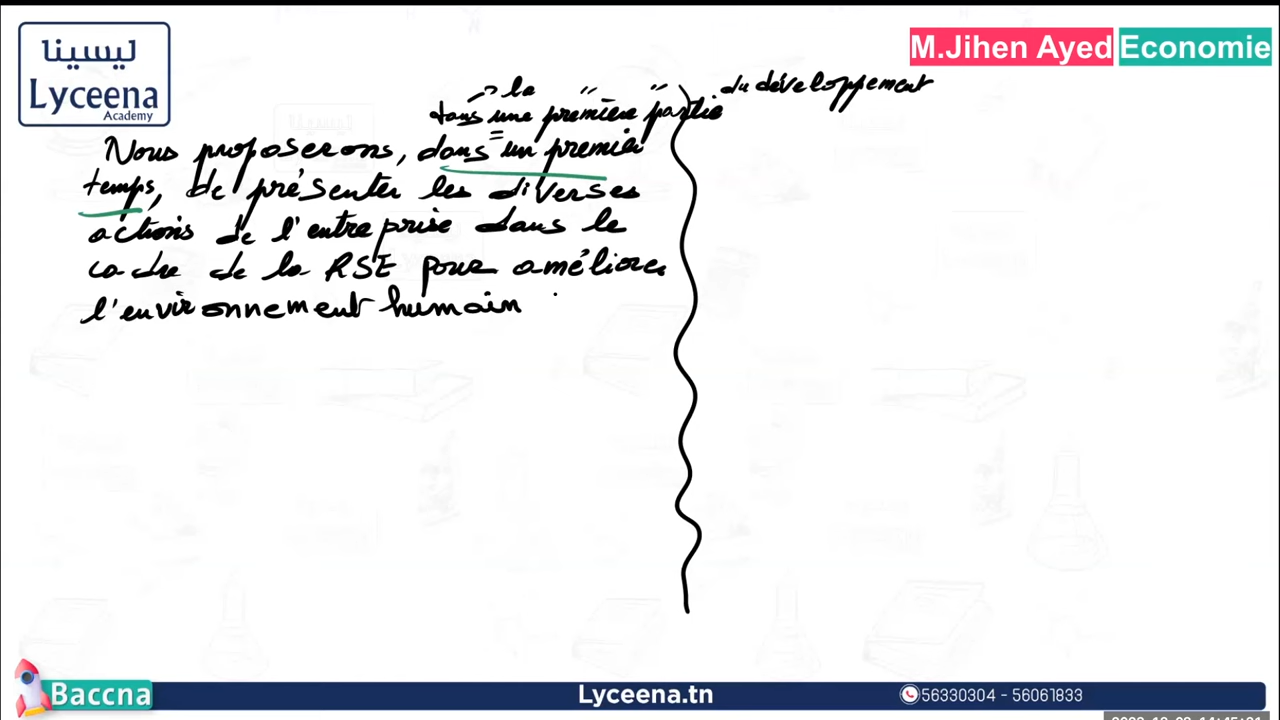 ليسينا
Lyceena
Academy
M.Jihen Ayed Economie
" la " " du développement
dans une première partie
Nous proposerons, dans un premier
temps, de présenter les diverses
actions de l'entreprise dans le
cadre de la RSE pour améliorer
l'environnement humain
Baccna
Lyceena.tn
56330304 - 56061833